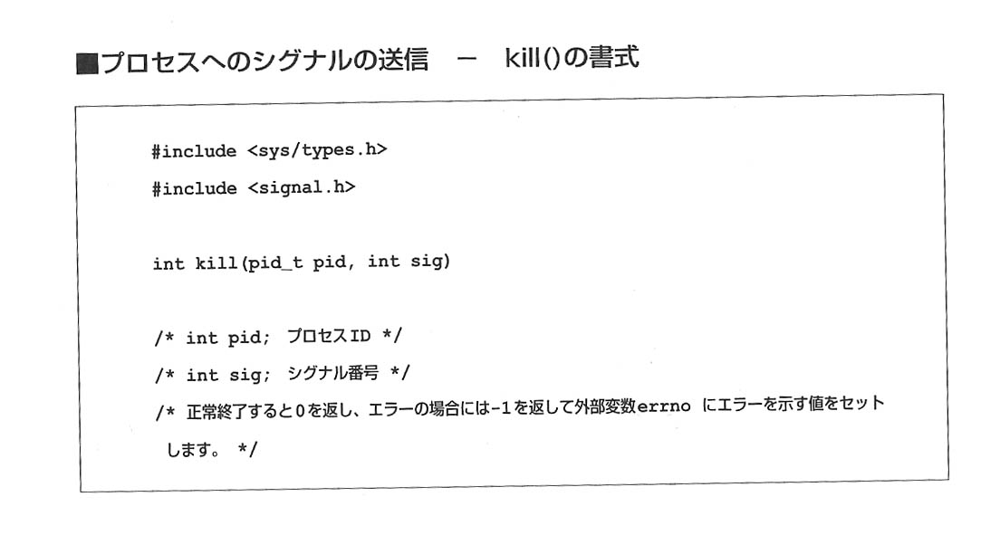 ■プロセスへのシグナルの送信　－　kill()の書式
#include <sys/types.h>
#include <signal.h>
int kill(pid_t pid, int sig)
/* int pid; プロセスID */
/* int sig; シグナル番号 */
/* 正常終了すると0を返し、エラーの場合には-1を返して外部変数errno にエラーを示す値をセット
します。 */